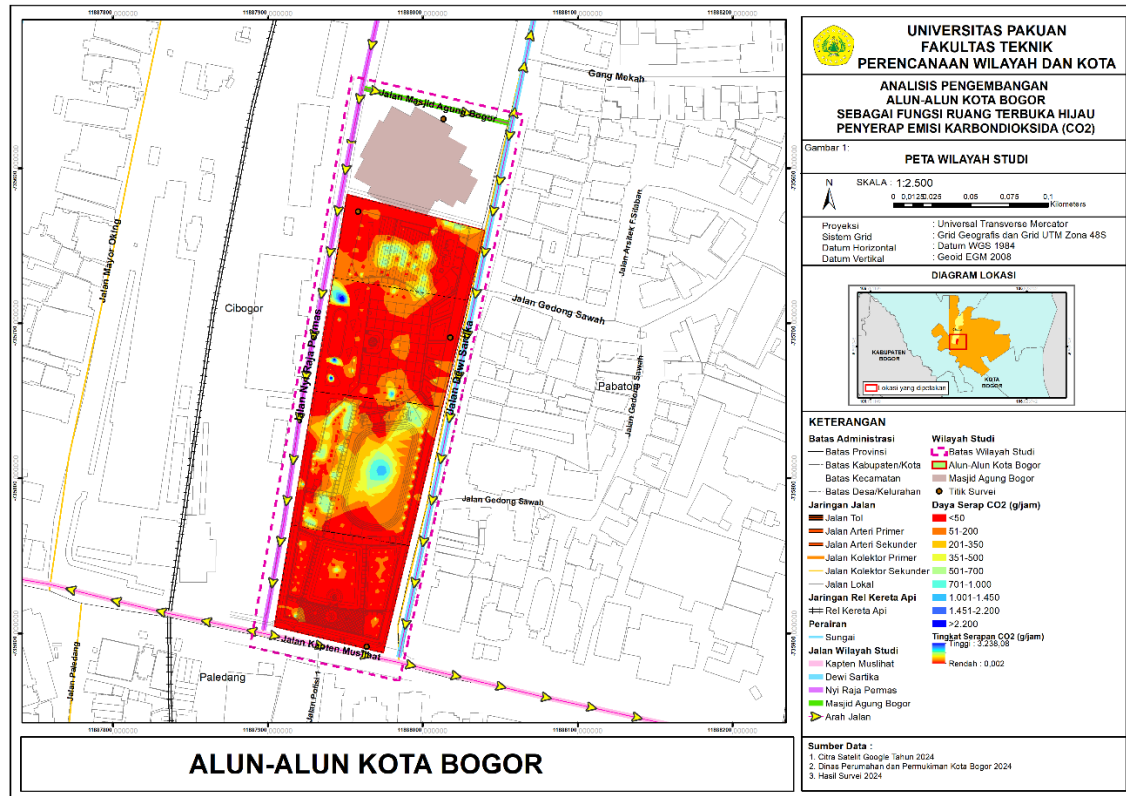 UNIVERSITAS PAKUAN
FAKULTAS TEKNIK
PERENCANAAN WILAYAH DAN KOTA
ANALISIS PENGEMBANGAN
ALUN-ALUN KOTA BOGOR
SEBAGAI FUNGSI RUANG TERBUKA HIJAU
PENYERAP EMISI KARBONDIOKSIDA (CO2)
Gambar 1:
PETA WILAYAH STUDI
N
SKALA : 1:2.500
0 0,0125 0.025 0.05 0.075 0,1
Kilometers
Proyeksi : Universal Transverse Mercator
Sistem Grid : Grid Geografis dan Grid UTM Zona 48S
Datum Horizontal : Datum WGS 1984
Datum Vertikal : Geoid EGM 2008
DIAGRAM LOKASI
KABUPATEN
BOGOR
KOTA
BOGOR
Lokasi yang dipetakan
KETERANGAN
Batas Administrasi
Batas Provinsi
Batas Kabupaten/Kota
Batas Kecamatan
Batas Desa/Kelurahan
Jaringan Jalan
Jalan Tol
Jalan Arteri Primer
Jalan Arteri Sekunder
Jalan Kolektor Primer
Jalan Kolektor Sekunder
Jalan Lokal
Jaringan Rel Kereta Api
Rel Kereta Api
Perairan
Sungai
Jalan Wilayah Studi
Kapten Muslihat
Dewi Sartika
Nyi Raja Permas
Masjid Agung Bogor
Arah Jalan
Wilayah Studi
Batas Wilayah Studi
Alun-Alun Kota Bogor
Masjid Agung Bogor
Titik Survei
Daya Serap CO2 (g/jam)
<50
51-200
201-350
351-500
501-700
701-1.000
1.001-1.450
1.451-2.200
>2.200
Tingkat Serapan CO2 (g/jam)
Tinggi : 3.238,08
Rendah : 0,002
Sumber Data :
1. Citra Satelit Google Tahun 2024
2. Dinas Perumahan dan Permukiman Kota Bogor 2024
3. Hasil Survei 2024
Gang Mekah
Jalan Masjid Agung Bogor
Jalan Mayor Oking
Jalan Arsitek F.Silaban
Cibogor
Jalan Gedong Sawah
Jalan Nyi Raja Permas
Jalan Dewi Sartika
Pabaton
Jalan Gedong Sawah
Jalan Gedong Sawah
Jalan Kapten Muslihat
Paledang
Jalan Paledang
Jalan Polisi 1
ALUN-ALUN KOTA BOGOR